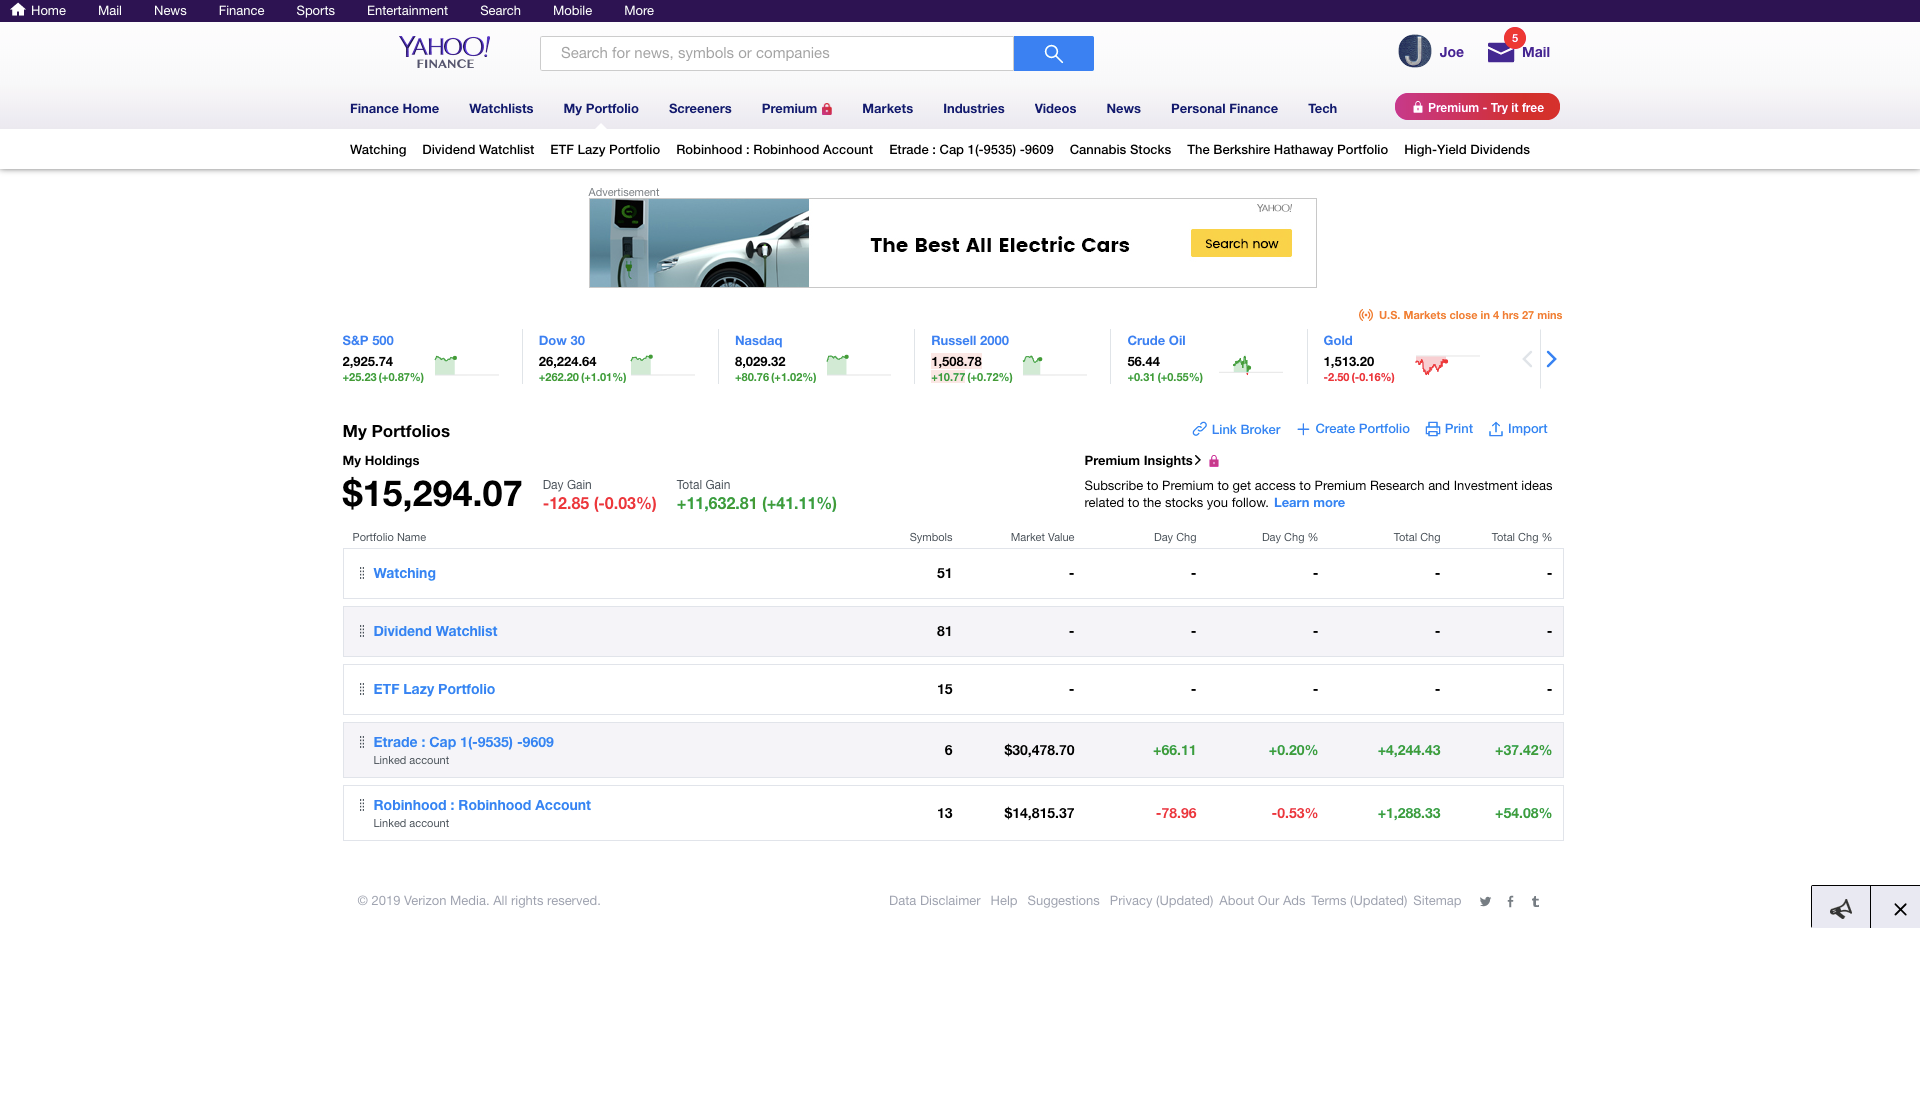 Home Mail News Finance Sports Entertainment Search Mobile More
YAHOO!
FINANCE
Search for news, symbols or companies
J Joe 5 Mail
Finance Home Watchlists My Portfolio Screeners Premium Markets Industries Videos News Personal Finance Tech Premium - Try it free
Watching Dividend Watchlist ETF Lazy Portfolio Robinhood : Robinhood Account Etrade : Cap 1(-9535) -9609 Cannabis Stocks The Berkshire Hathaway Portfolio High-Yield Dividends
Advertisement
YAHOO!
The Best All Electric Cars Search now
U.S. Markets close in 4 hrs 27 mins
S&P 500
2,925.74
+25.23 (+0.87%)
Dow 30
26,224.64
+262.20 (+1.01%)
Nasdaq
8,029.32
+80.76 (+1.02%)
Russell 2000
1,508.78
+10.77 (+0.72%)
Crude Oil
56.44
+0.31 (+0.55%)
Gold
1,513.20
-2.50 (-0.16%)
My Portfolios
Link Broker Create Portfolio Print Import
My Holdings
$15,294.07
Day Gain
-12.85 (-0.03%)
Total Gain
+11,632.81 (+41.11%)
Premium Insights
Subscribe to Premium to get access to Premium Research and Investment ideas
related to the stocks you follow. Learn more
Portfolio Name Symbols Market Value Day Chg Day Chg % Total Chg Total Chg %
Watching 51 - - - - -
Dividend Watchlist 81 - - - - -
ETF Lazy Portfolio 15 - - - - -
Etrade : Cap 1(-9535) -9609 6 $30,478.70 +66.11 +0.20% +4,244.43 +37.42%
Linked account
Robinhood : Robinhood Account 13 $14,815.37 -78.96 -0.53% +1,288.33 +54.08%
Linked account
© 2019 Verizon Media. All rights reserved.
Data Disclaimer Help Suggestions Privacy (Updated) About Our Ads Terms (Updated) Sitemap